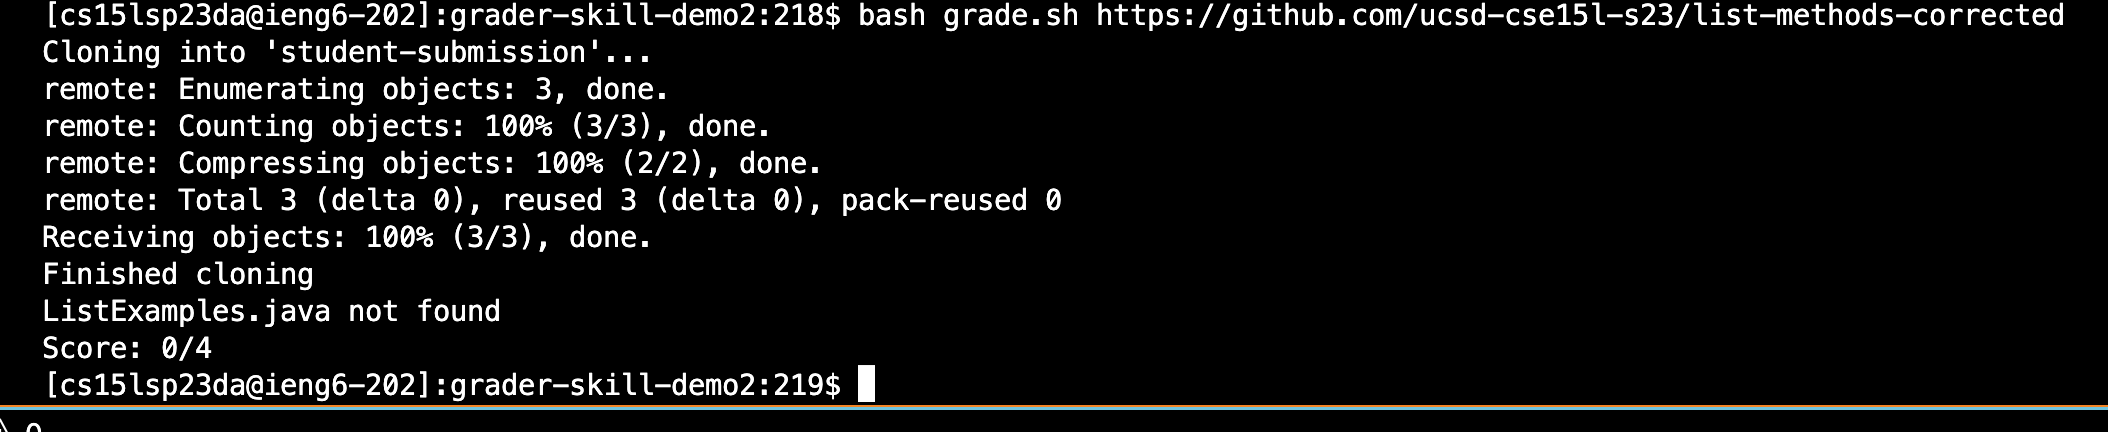 [cs15lsp23da@ieng6-202]:grader-skill-demo2:218$ bash grade.sh https://github.com/ucsd-cse15l-s23/list-methods-corrected
Cloning into 'student-submission'...
remote: Enumerating objects: 3, done.
remote: Counting objects: 100% (3/3), done.
remote: Compressing objects: 100% (2/2), done.
remote: Total 3 (delta 0), reused 3 (delta 0), pack-reused 0
Receiving objects: 100% (3/3), done.
Finished cloning
ListExamples.java not found
Score: 0/4
[cs15lsp23da@ieng6-202]:grader-skill-demo2:219$